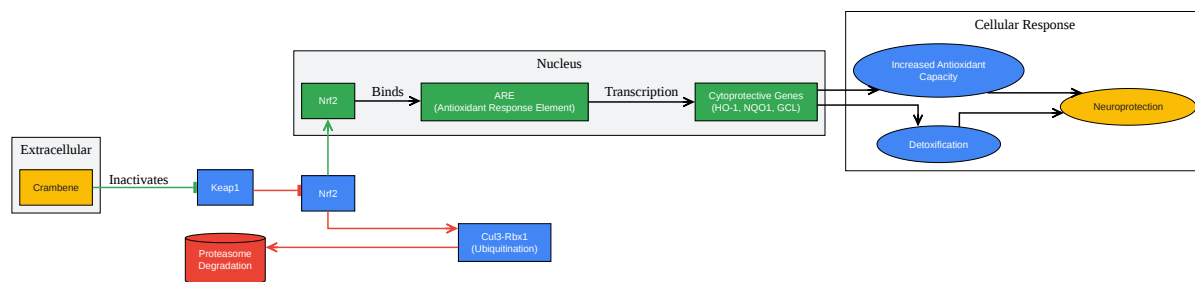 Cellular Response
Increased Antioxidant
Capacity
Neuroprotection
Detoxification
Nucleus
Nrf2
Binds
ARE
(Antioxidant Response Element)
Transcription
Cytoprotective Genes
(HO-1, NQO1, GCL)
Extracellular
Crambene
Inactivates
Keap1
Nrf2
Cul3-Rbx1
(Ubiquitination)
Proteasome
Degradation